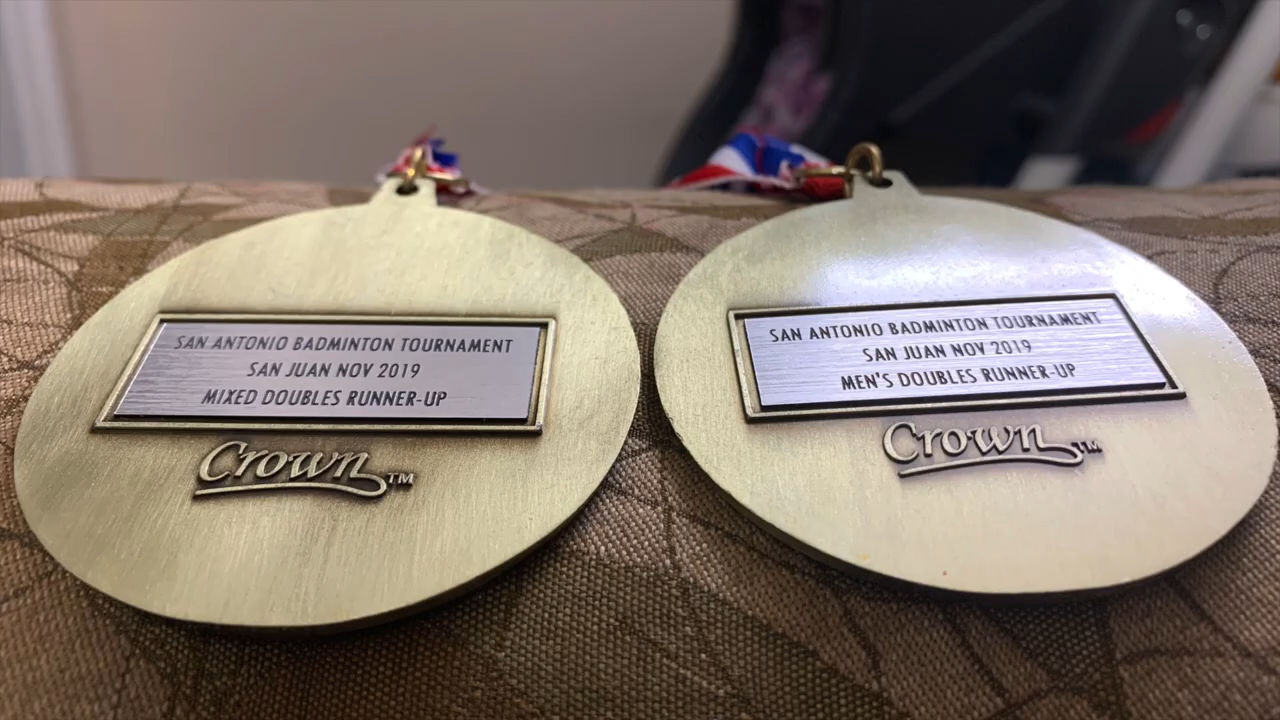 SAN ANTONIO BADMINTON TOURNAMENT
SAN JUAN NOV 2019
MIXED DOUBLES RUNNER-UP
Crown™
SAN ANTONIO BADMINTON TOURNAMENT
SAN JUAN NOV 2019
MEN'S DOUBLES RUNNER-UP
Crown™